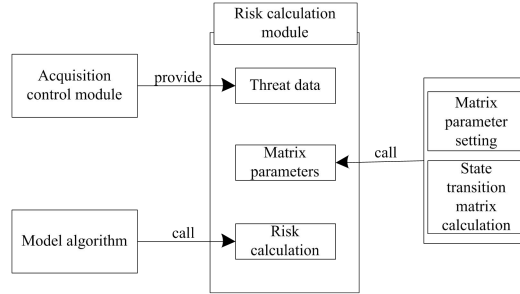 Risk calculation
module
Acquisition
control module
provide
Threat data
Matrix
parameters
call
Matrix
parameter
setting
State
transition
matrix
calculation
Model algorithm
call
Risk
calculation